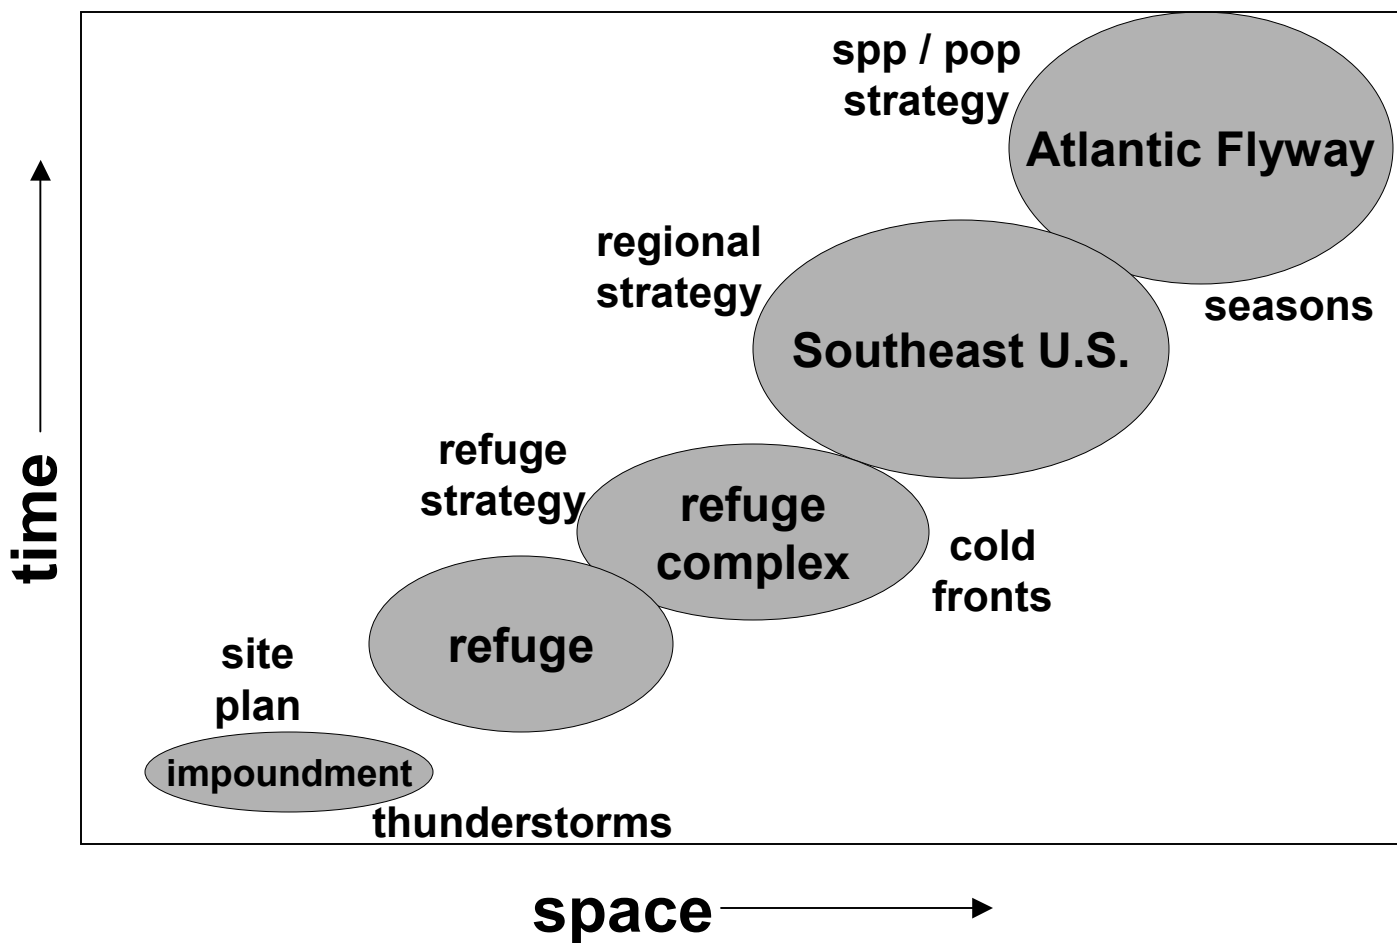 spp / pop
strategy
Atlantic Flyway
regional
strategy
seasons
Southeast U.S.
refuge
strategy
refuge
complex
cold
fronts
site
plan
refuge
impoundment
thunderstorms
time
space